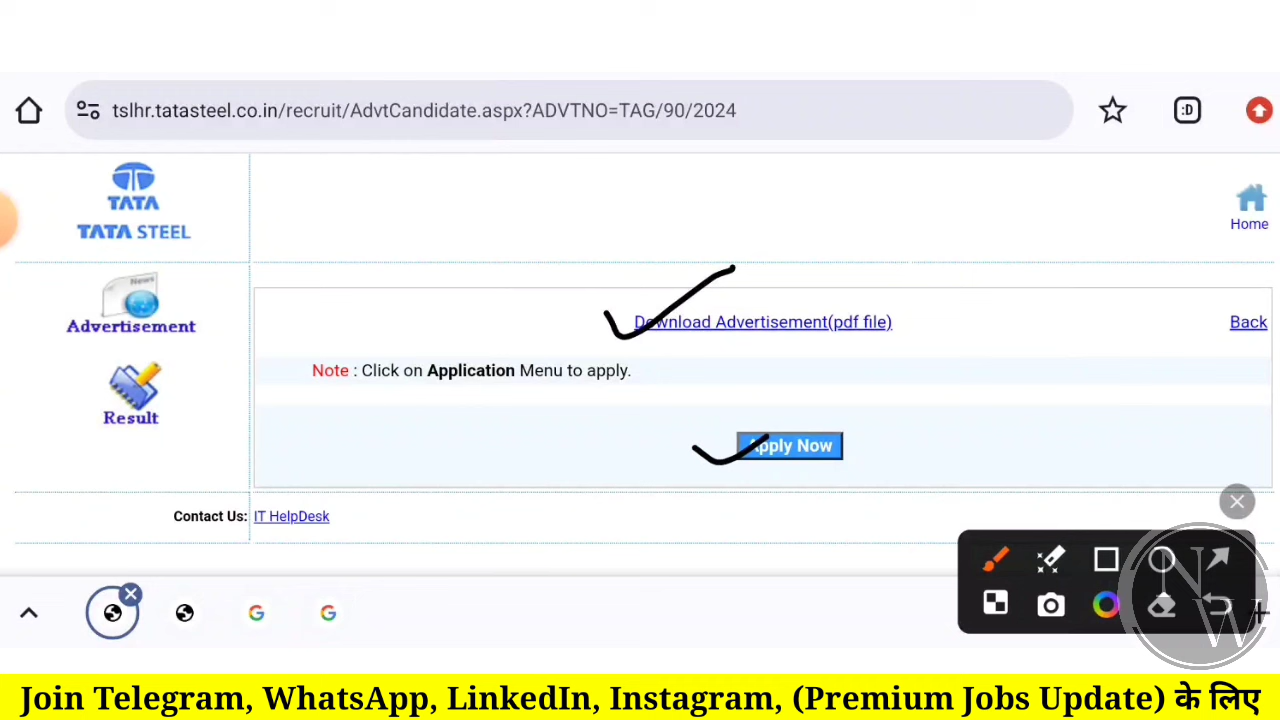 tslhr.tatasteel.co.in/recruit/AdvtCandidate.aspx?ADVTNO=TAG/90/2024
:D
TATA
TATA STEEL
Home
News
Advertisement
Download Advertisement(pdf file)
Back
Note : Click on Application Menu to apply.
Result
Apply Now
Contact Us: IT HelpDesk
G G
N W
Join Telegram, WhatsApp, LinkedIn, Instagram, (Premium Jobs Update) के लिए